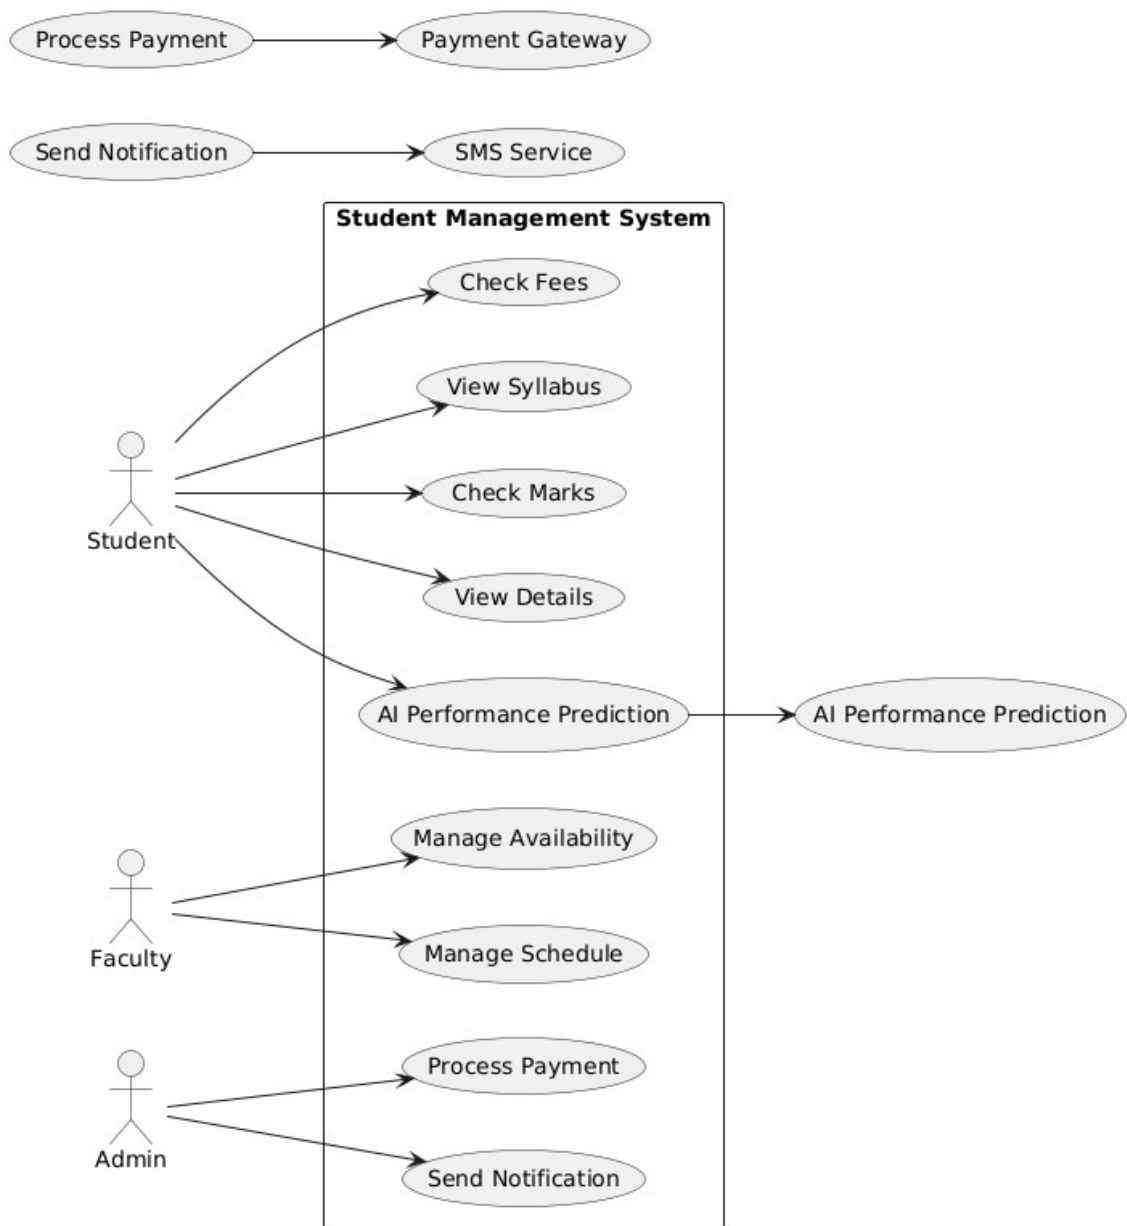 Process Payment
Payment Gateway
Send Notification
SMS Service
Student Management System
Check Fees
View Syllabus
Check Marks
Student
View Details
AI Performance Prediction
AI Performance Prediction
Manage Availability
Faculty
Manage Schedule
Process Payment
Admin
Send Notification